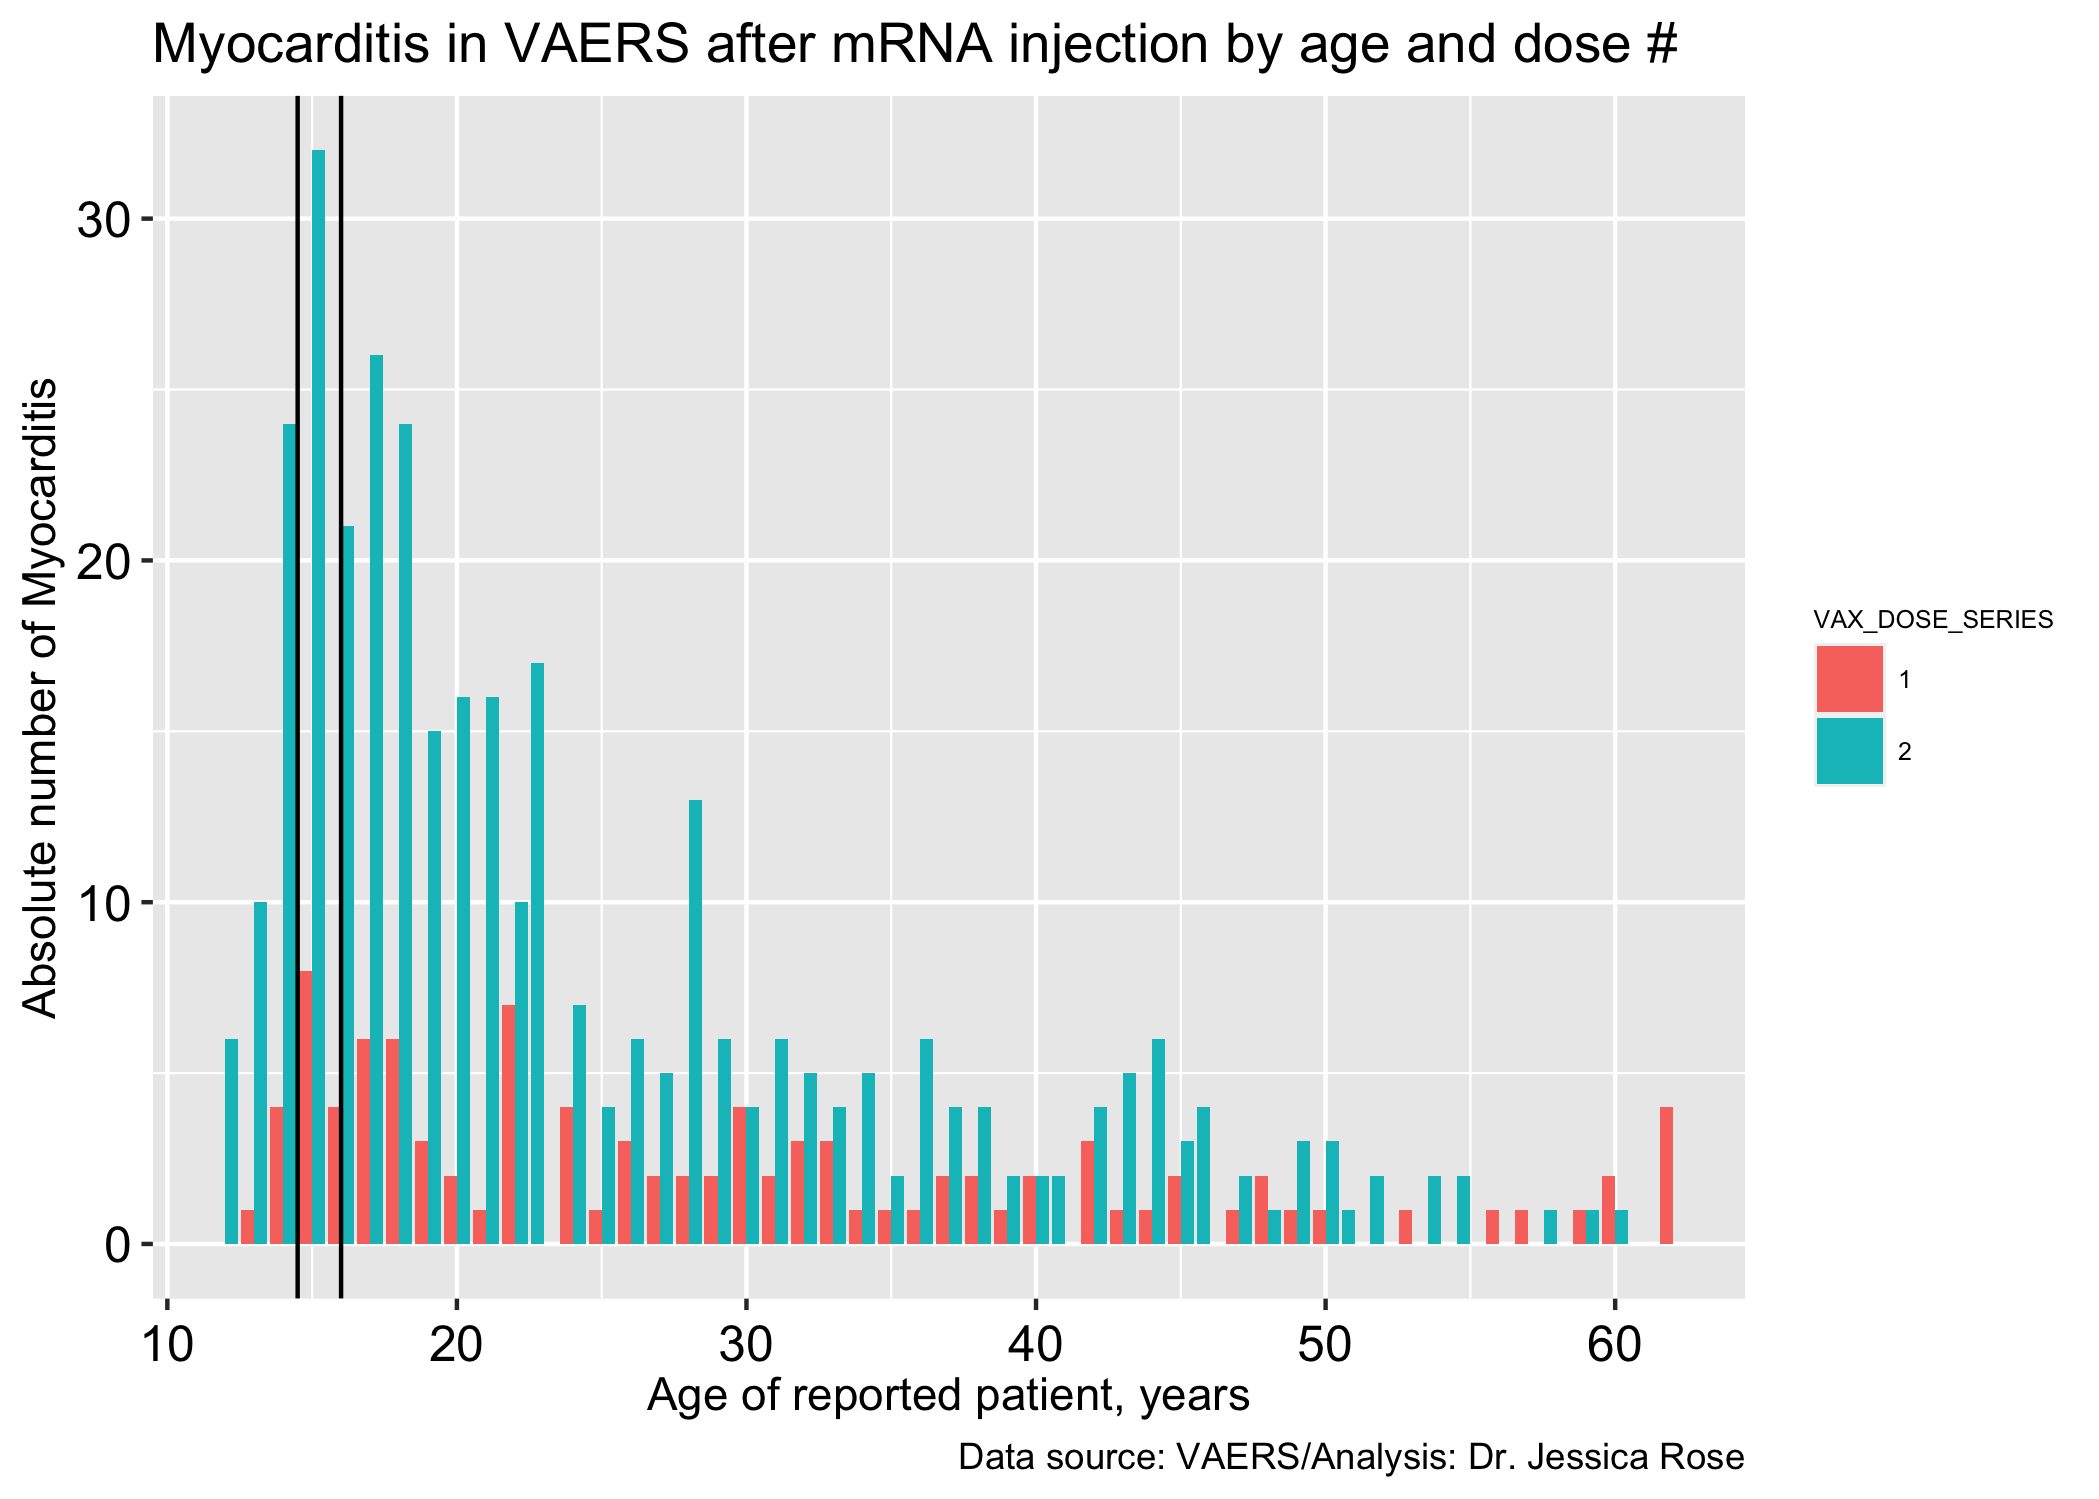 Myocarditis in VAERS after mRNA injection by age and dose #
Absolute number of Myocarditis
30
20
10
0
10 20 30 40 50 60
Age of reported patient, years
VAX_DOSE_SERIES
1
2
Data source: VAERS/Analysis: Dr. Jessica Rose